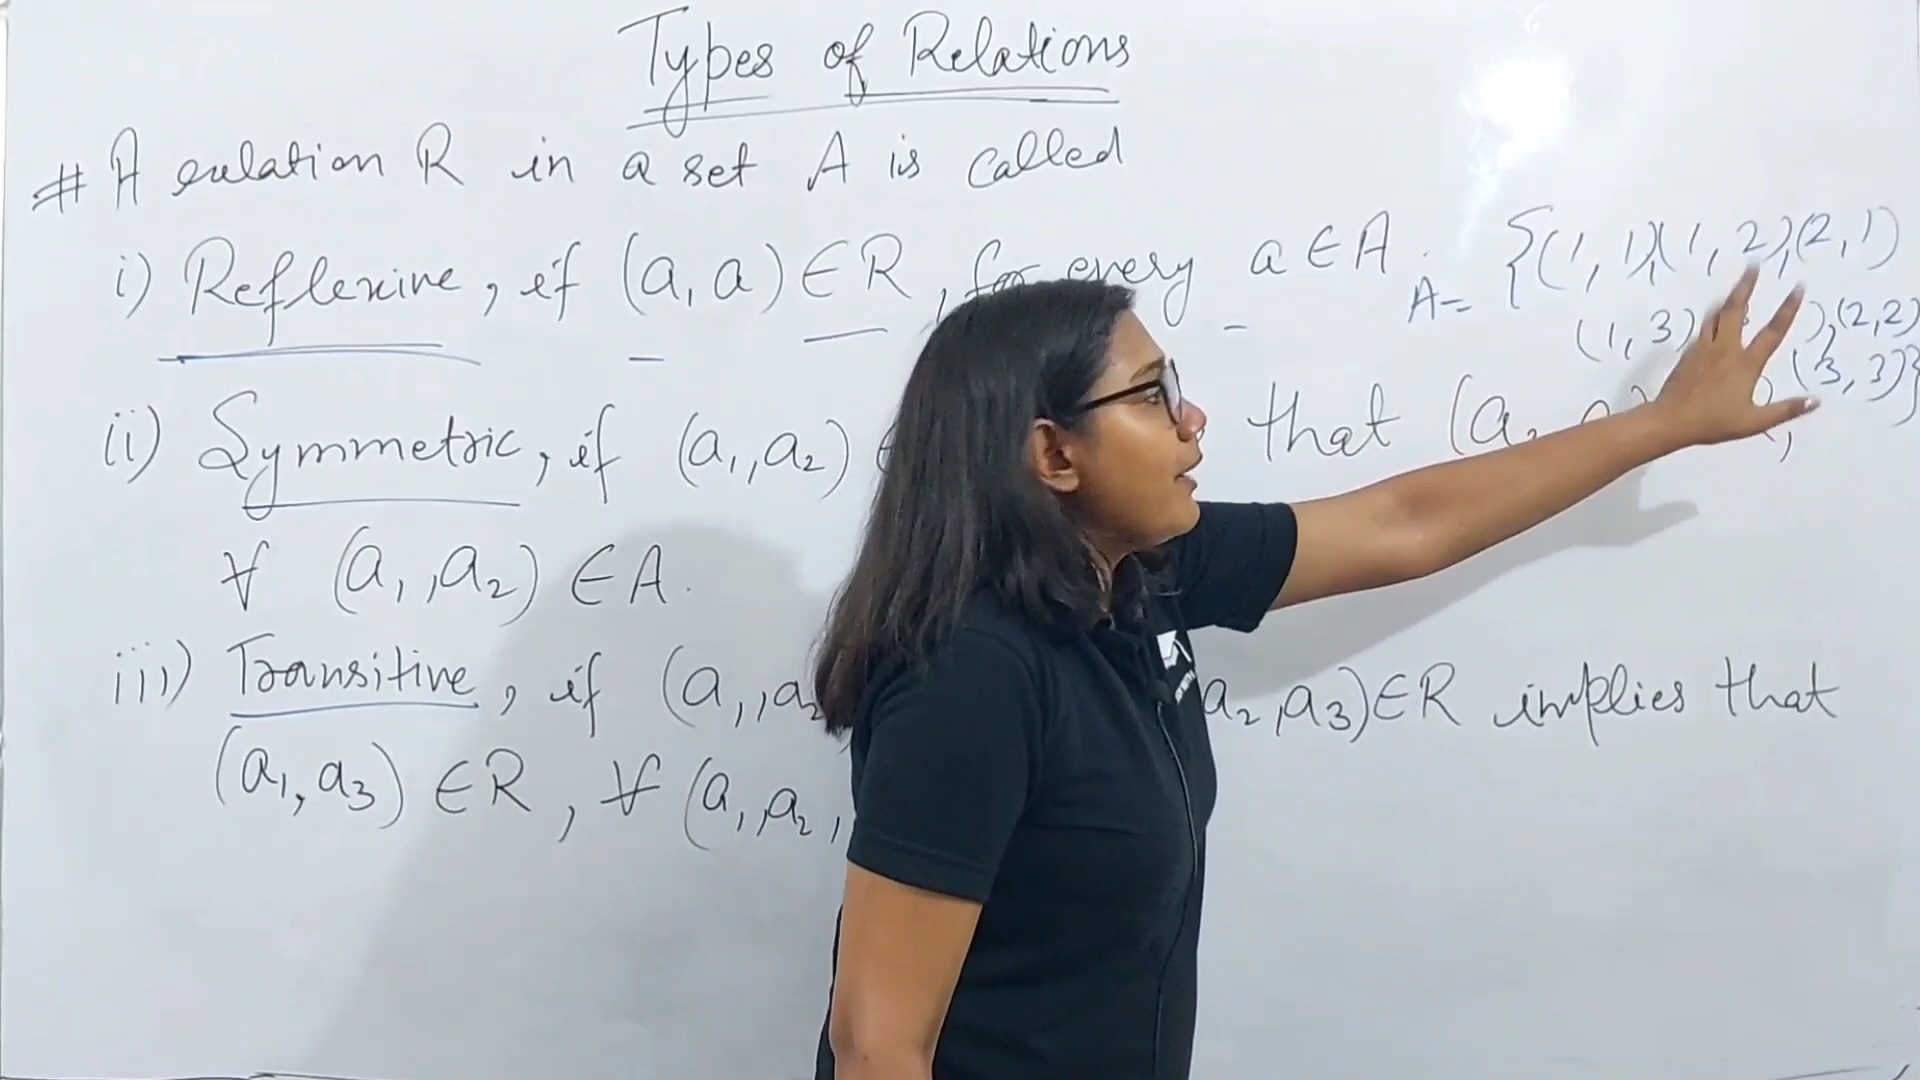 Types of Relations
# A relation R in a set A is called
i) Reflexive, if (a, a) ∈ R, for every a ∈ A.
A = {(1, 1),(1, 2),(2, 1)
(1, 3) ),(2,2)
(3, 3)}
ii) Symmetric, if (a₁, a₂) that (a₂
∀ (a₁, a₂) ∈ A.
iii) Transitive, if (a₁, a₂ a₂, a₃) ∈ R implies that
(a₁, a₃) ∈ R, ∀ (a₁, a₂,